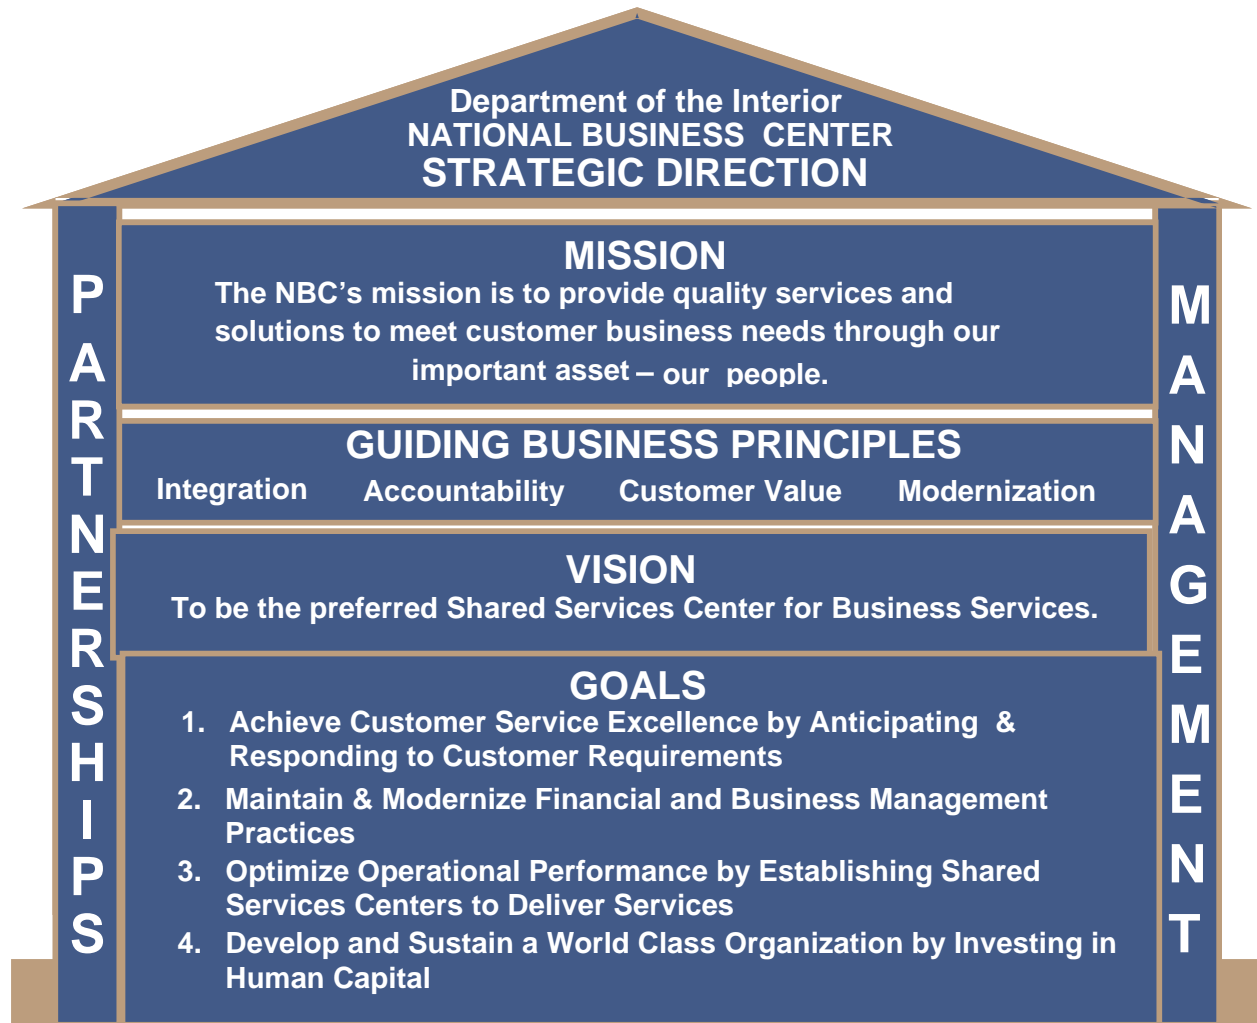 Department of the Interior
NATIONAL BUSINESS CENTER
STRATEGIC DIRECTION
PARTNERSHIPS
MISSION
The NBC’s mission is to provide quality services and
solutions to meet customer business needs through our
important asset – our people.
GUIDING BUSINESS PRINCIPLES
Integration Accountability Customer Value Modernization
VISION
To be the preferred Shared Services Center for Business Services.
GOALS
1. Achieve Customer Service Excellence by Anticipating &
Responding to Customer Requirements
2. Maintain & Modernize Financial and Business Management
Practices
3. Optimize Operational Performance by Establishing Shared
Services Centers to Deliver Services
4. Develop and Sustain a World Class Organization by Investing in
Human Capital
MANAGEMENT